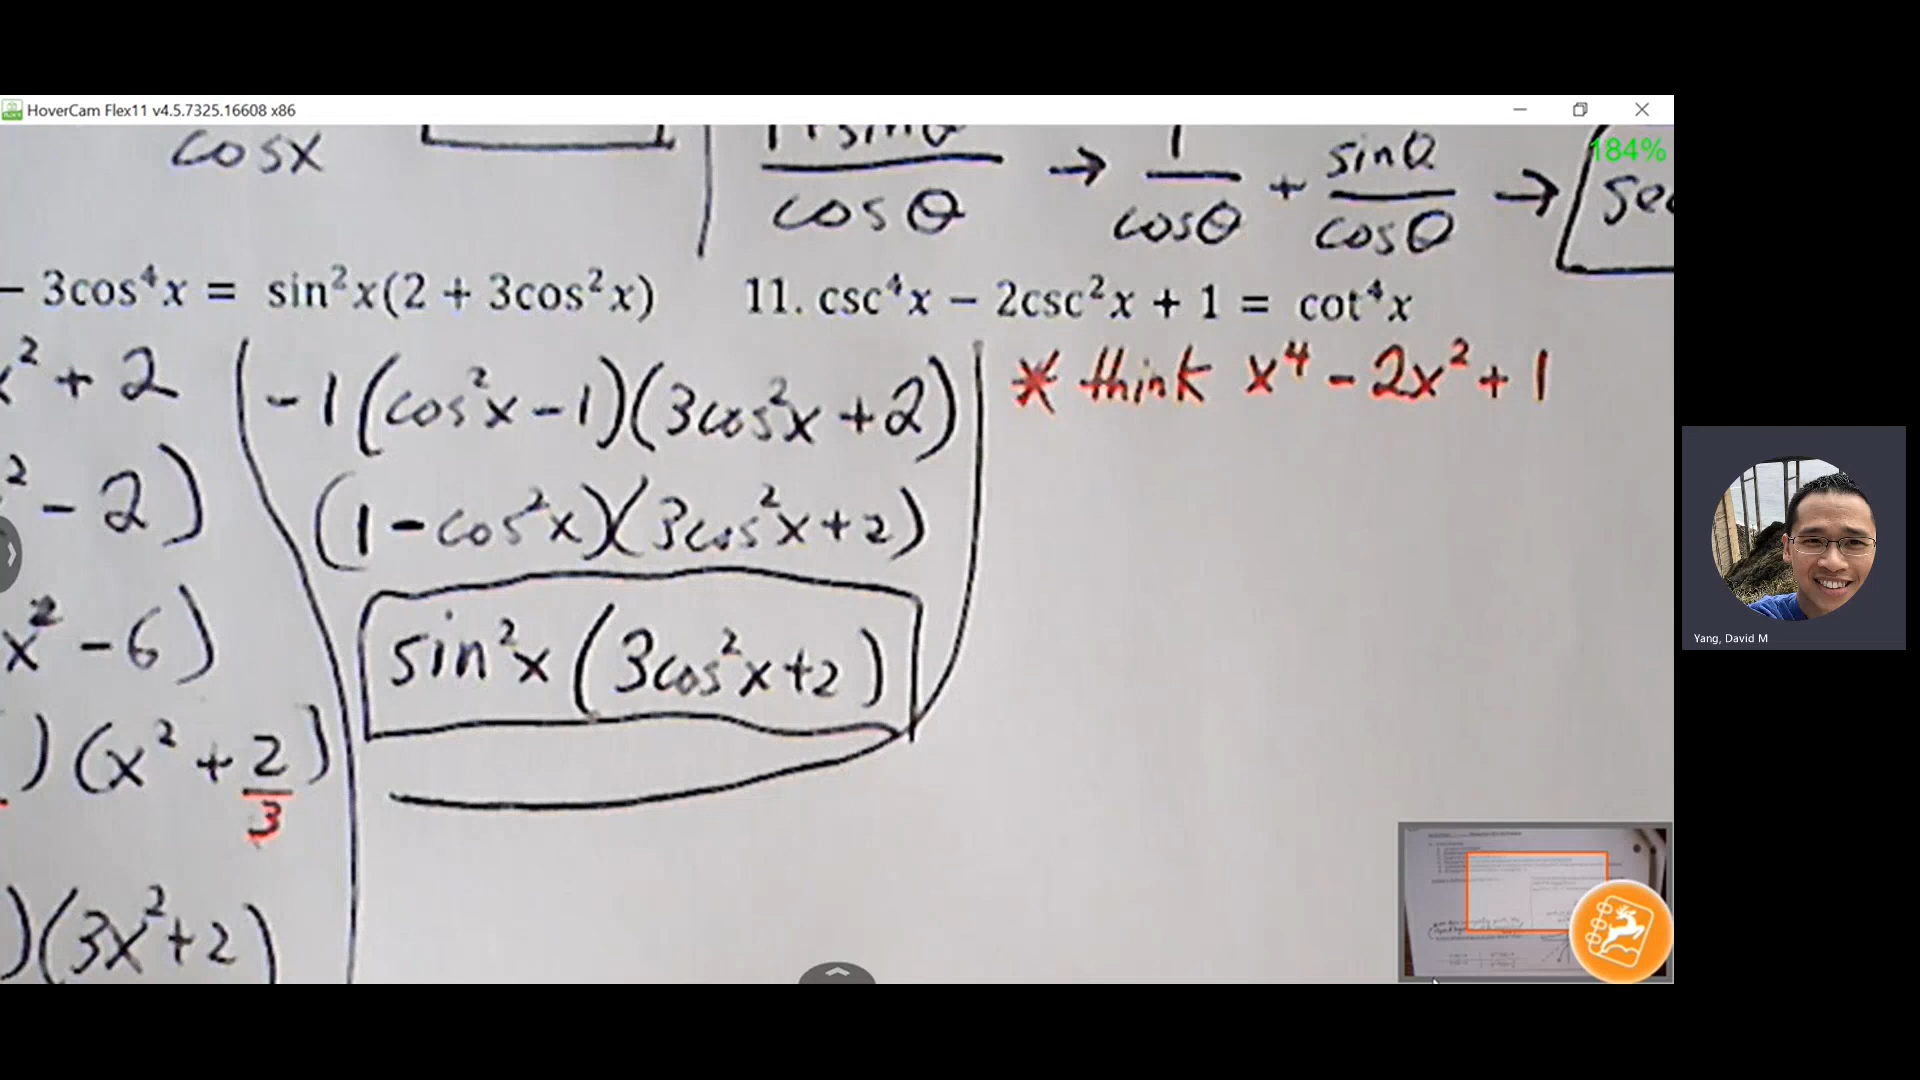 HoverCam Flex11 v4.5.7325.16608 x86
184%
cosx
cosθ
→ 1/cosθ + sinθ/cosθ →
− 3cos⁴x = sin²x(2 + 3cos²x)
11. csc⁴x − 2csc²x + 1 = cot⁴x
² + 2
-1(cos²x-1)(3cos²x+2)
* think x⁴ - 2x² + 1
² - 2)
(1-cos²x)(3cos²x+2)
x² - 6)
sin²x(3cos²x+2)
)(x² + 2/3)
)(3x²+2)
Yang, David M